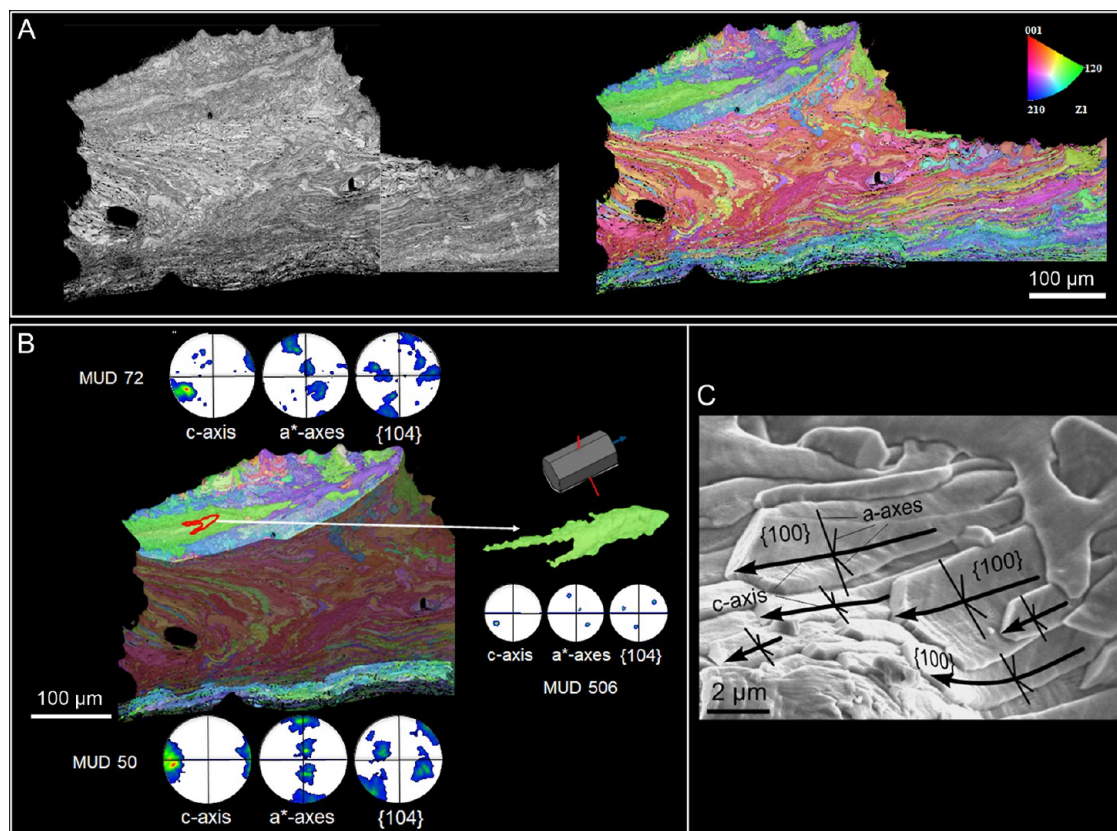 A
001
120
210
Z1
100 µm
B
MUD 72
c-axis
a*-axes
{104}
100 µm
c-axis
a*-axes
{104}
MUD 506
MUD 50
c-axis
a*-axes
{104}
C
a-axes
{100}
{100}
c-axis
{100}
2 µm